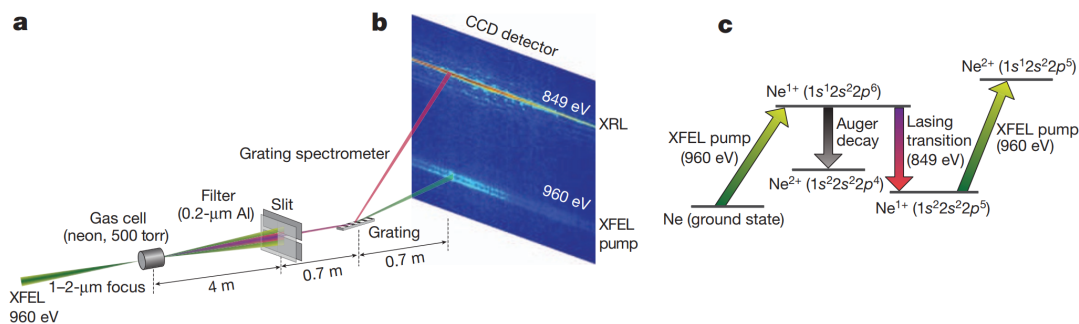 a
b
c
CCD detector
849 eV
XRL
960 eV
XFEL
pump
Grating spectrometer
Filter
(0.2-μm Al)
Slit
Gas cell
(neon, 500 torr)
Grating
0.7 m
0.7 m
4 m
1–2-μm focus
XFEL
960 eV
Ne²⁺ (1s¹2s²2p⁵)
Ne¹⁺ (1s¹2s²2p⁶)
XFEL pump
(960 eV)
Auger
decay
Lasing
transition
(849 eV)
XFEL pump
(960 eV)
Ne²⁺ (1s²2s²2p⁴)
Ne¹⁺ (1s²2s²2p⁵)
Ne (ground state)